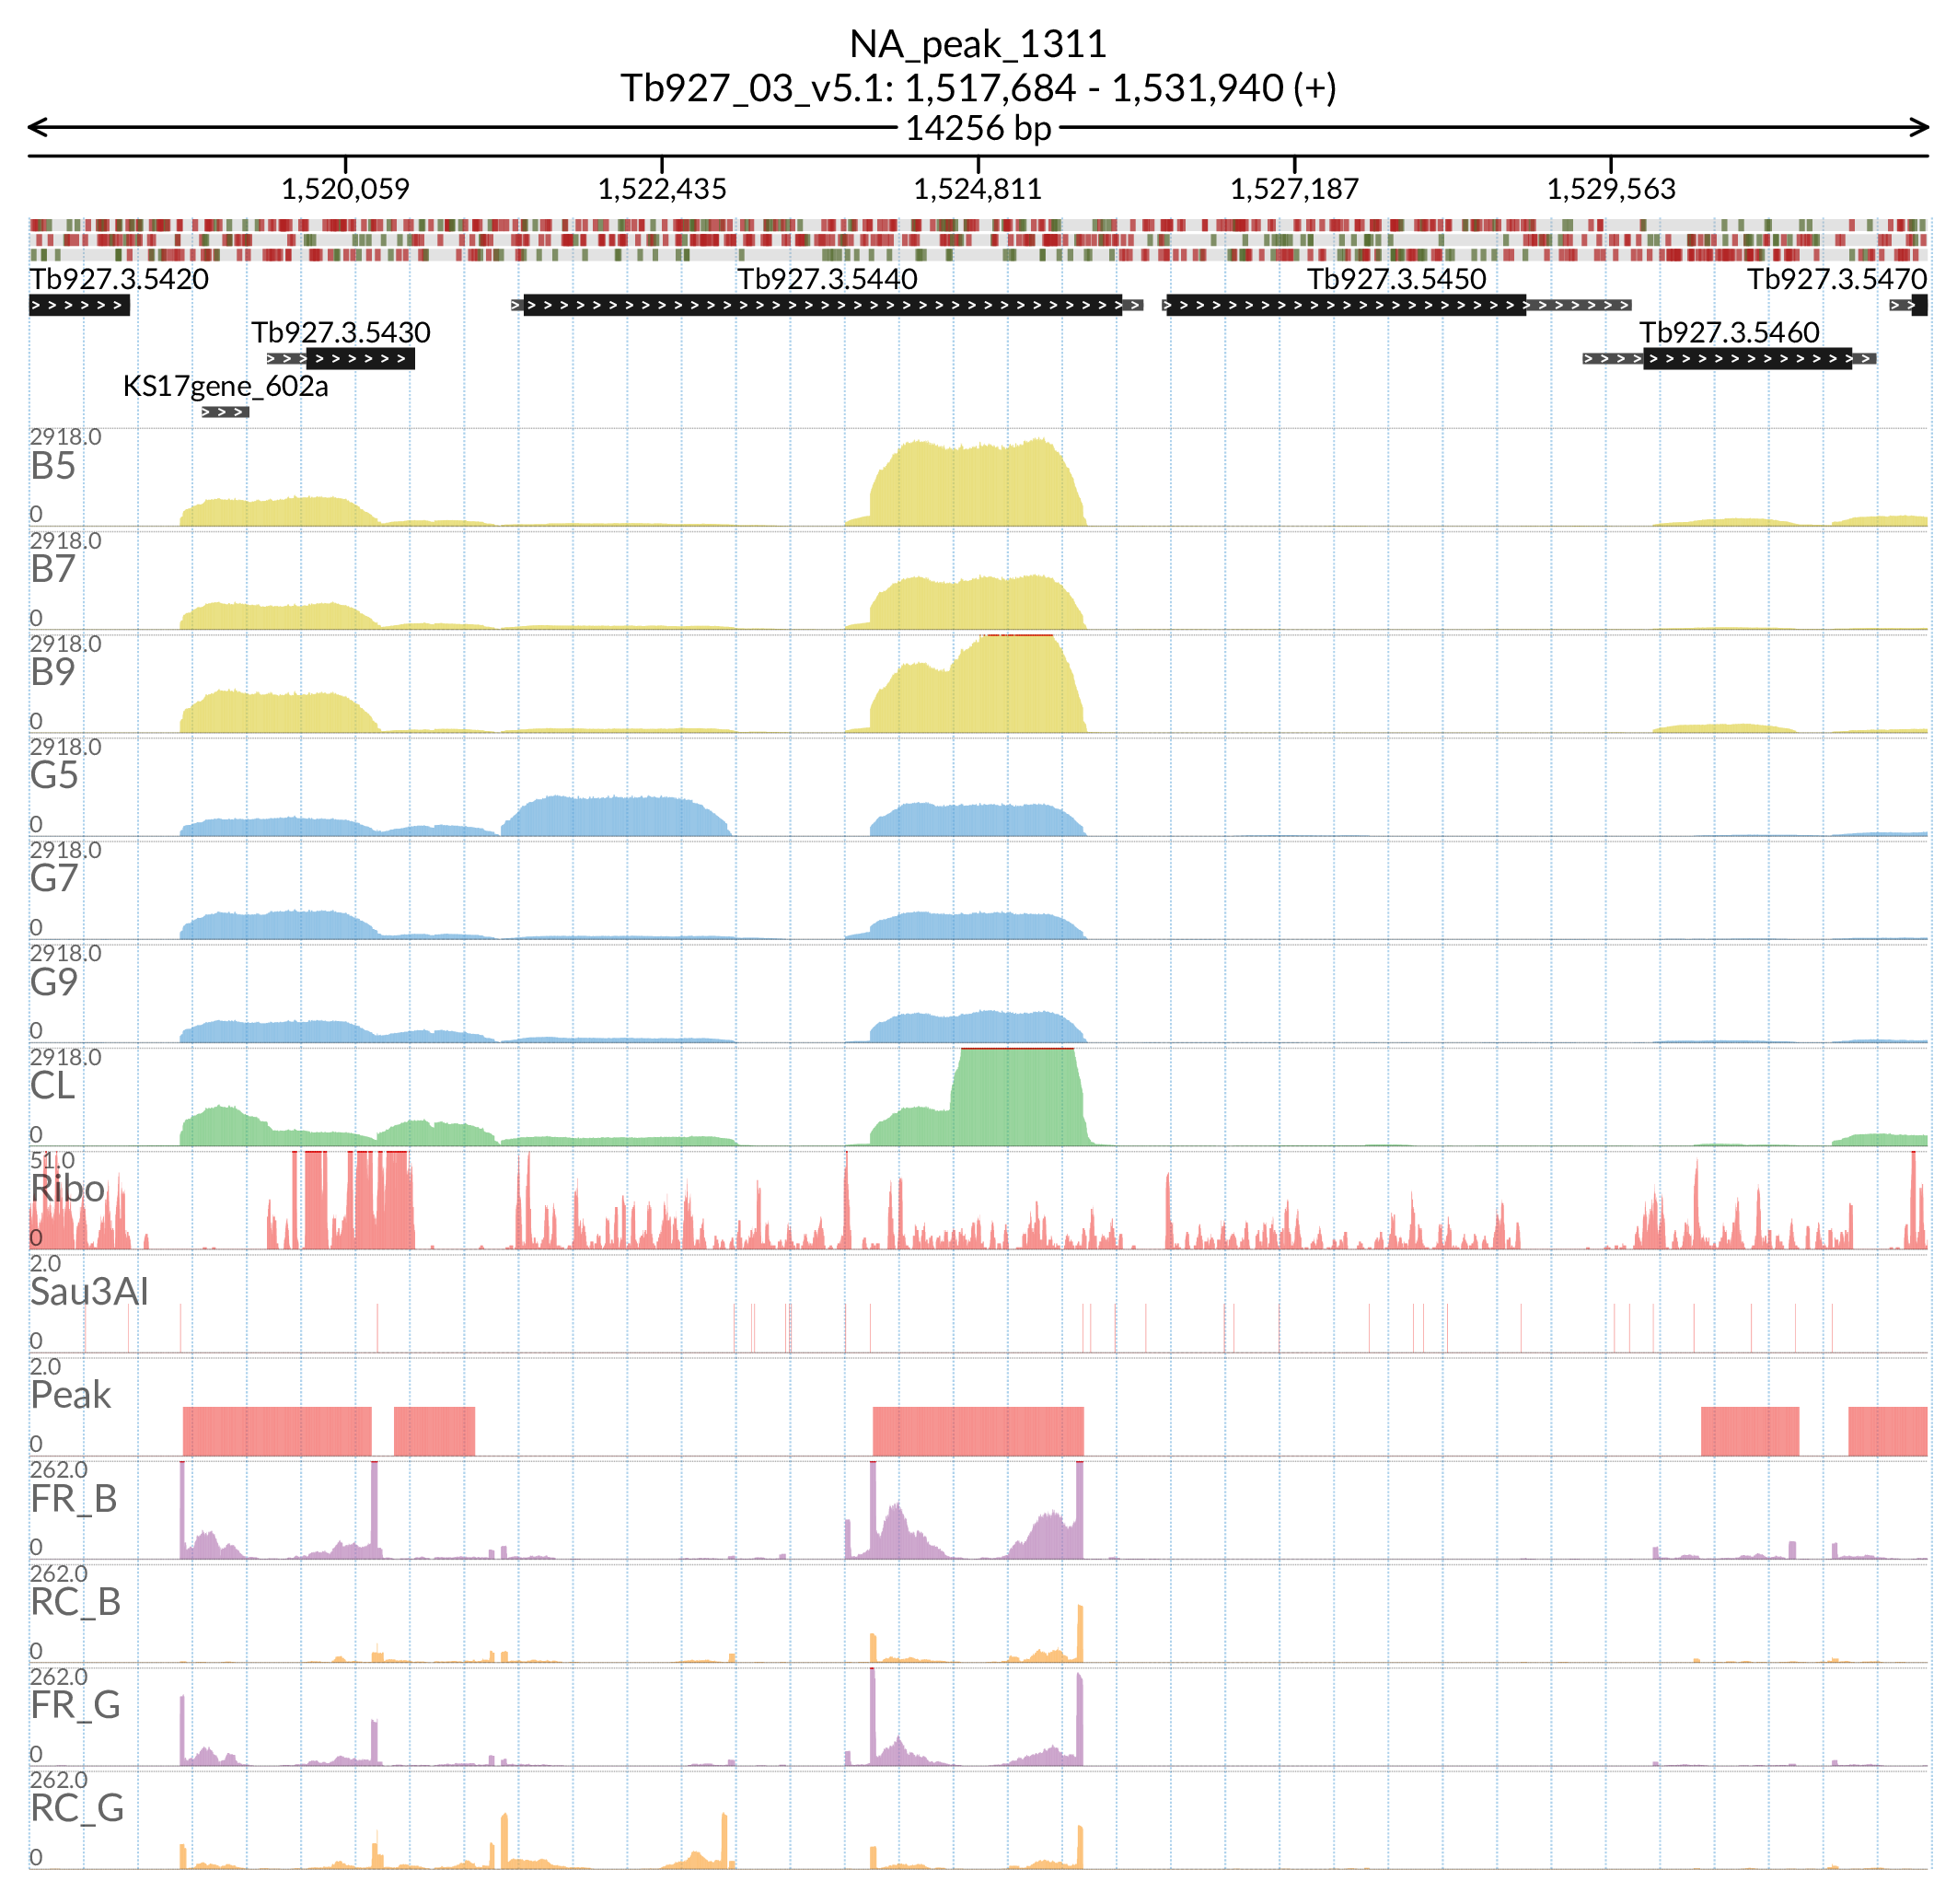 NA_peak_1311
Tb927_03_v5.1: 1,517,684 - 1,531,940 (+)
14256 bp
1,520,059 1,522,435 1,524,811 1,527,187 1,529,563
Tb927.3.5420 Tb927.3.5440 Tb927.3.5450 Tb927.3.5470
Tb927.3.5430 Tb927.3.5460
KS17gene_602a
2918.0
B5
0
2918.0
B7
0
2918.0
B9
0
2918.0
G5
0
2918.0
G7
0
2918.0
G9
0
2918.0
CL
0
51.0
Ribo
0
2.0
Sau3AI
0
2.0
Peak
0
262.0
FR_B
0
262.0
RC_B
0
262.0
FR_G
0
262.0
RC_G
0